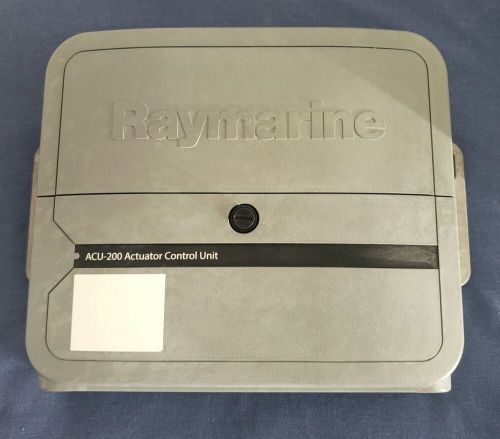 Raymarine
ACU-200 Actuator Control Unit